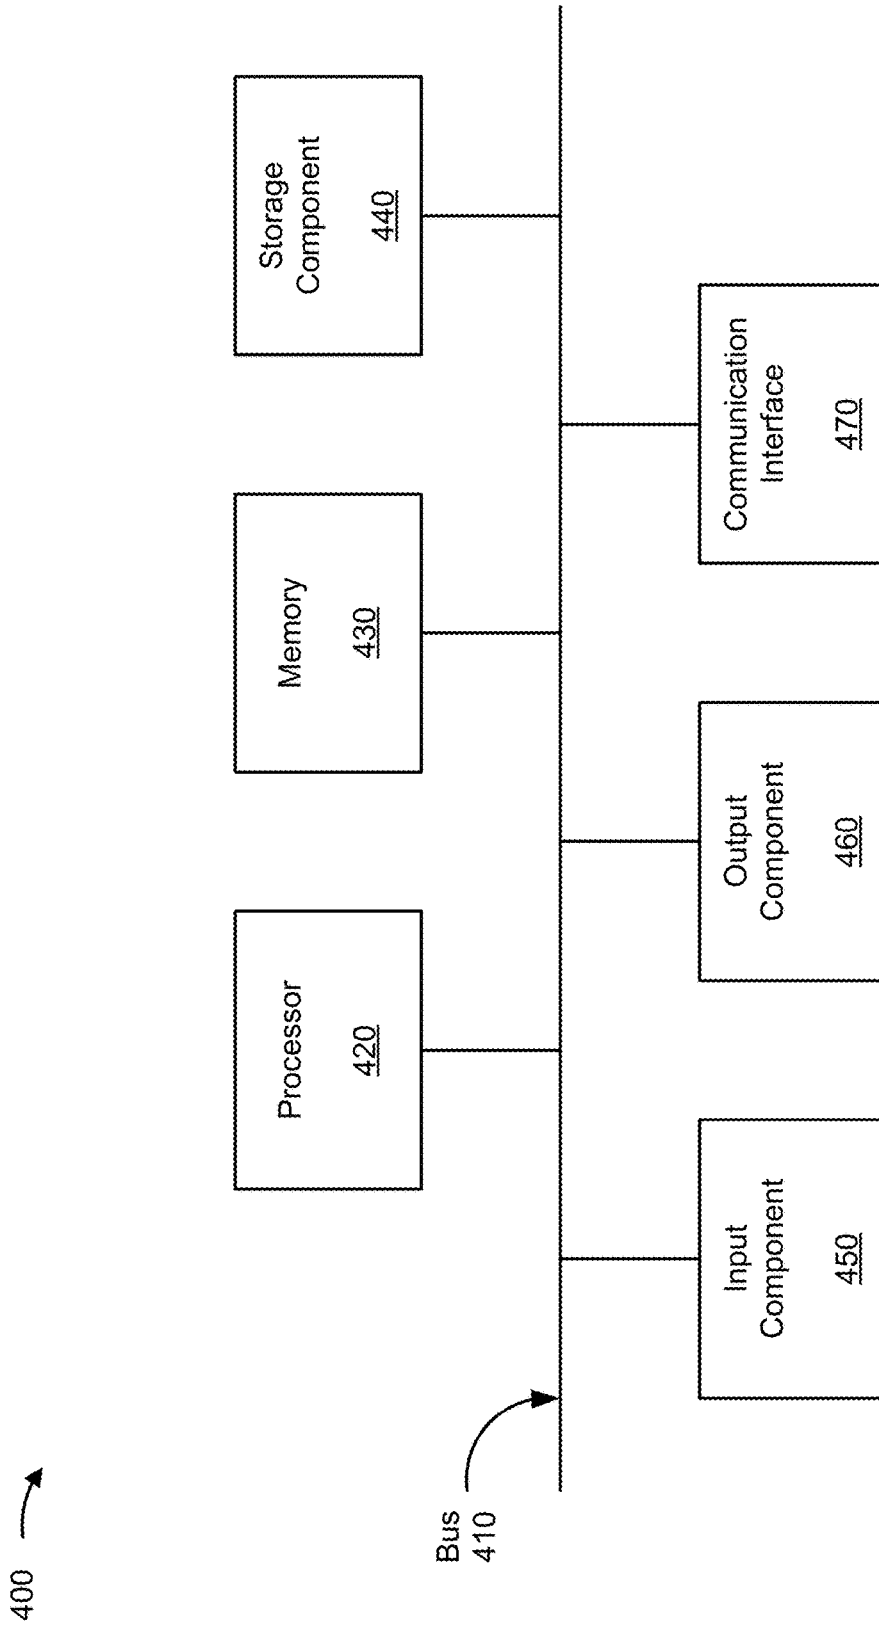 400
Bus
410
Processor
420
Memory
430
Storage
Component
440
Input
Component
450
Output
Component
460
Communication
Interface
470